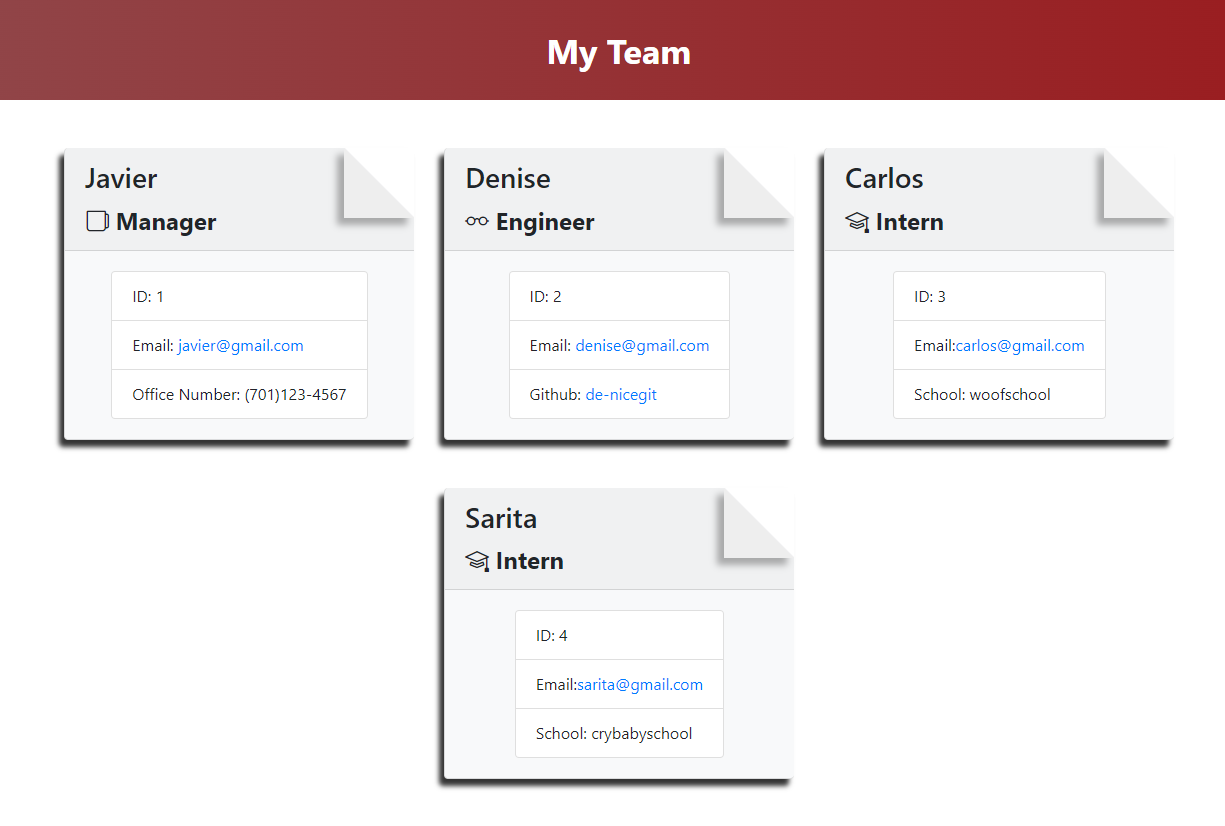 My Team
Javier
Manager
ID: 1
Email: javier@gmail.com
Office Number: (701)123-4567
Denise
Engineer
ID: 2
Email: denise@gmail.com
Github: de-nicegit
Carlos
Intern
ID: 3
Email:carlos@gmail.com
School: woofschool
Sarita
Intern
ID: 4
Email:sarita@gmail.com
School: crybabyschool